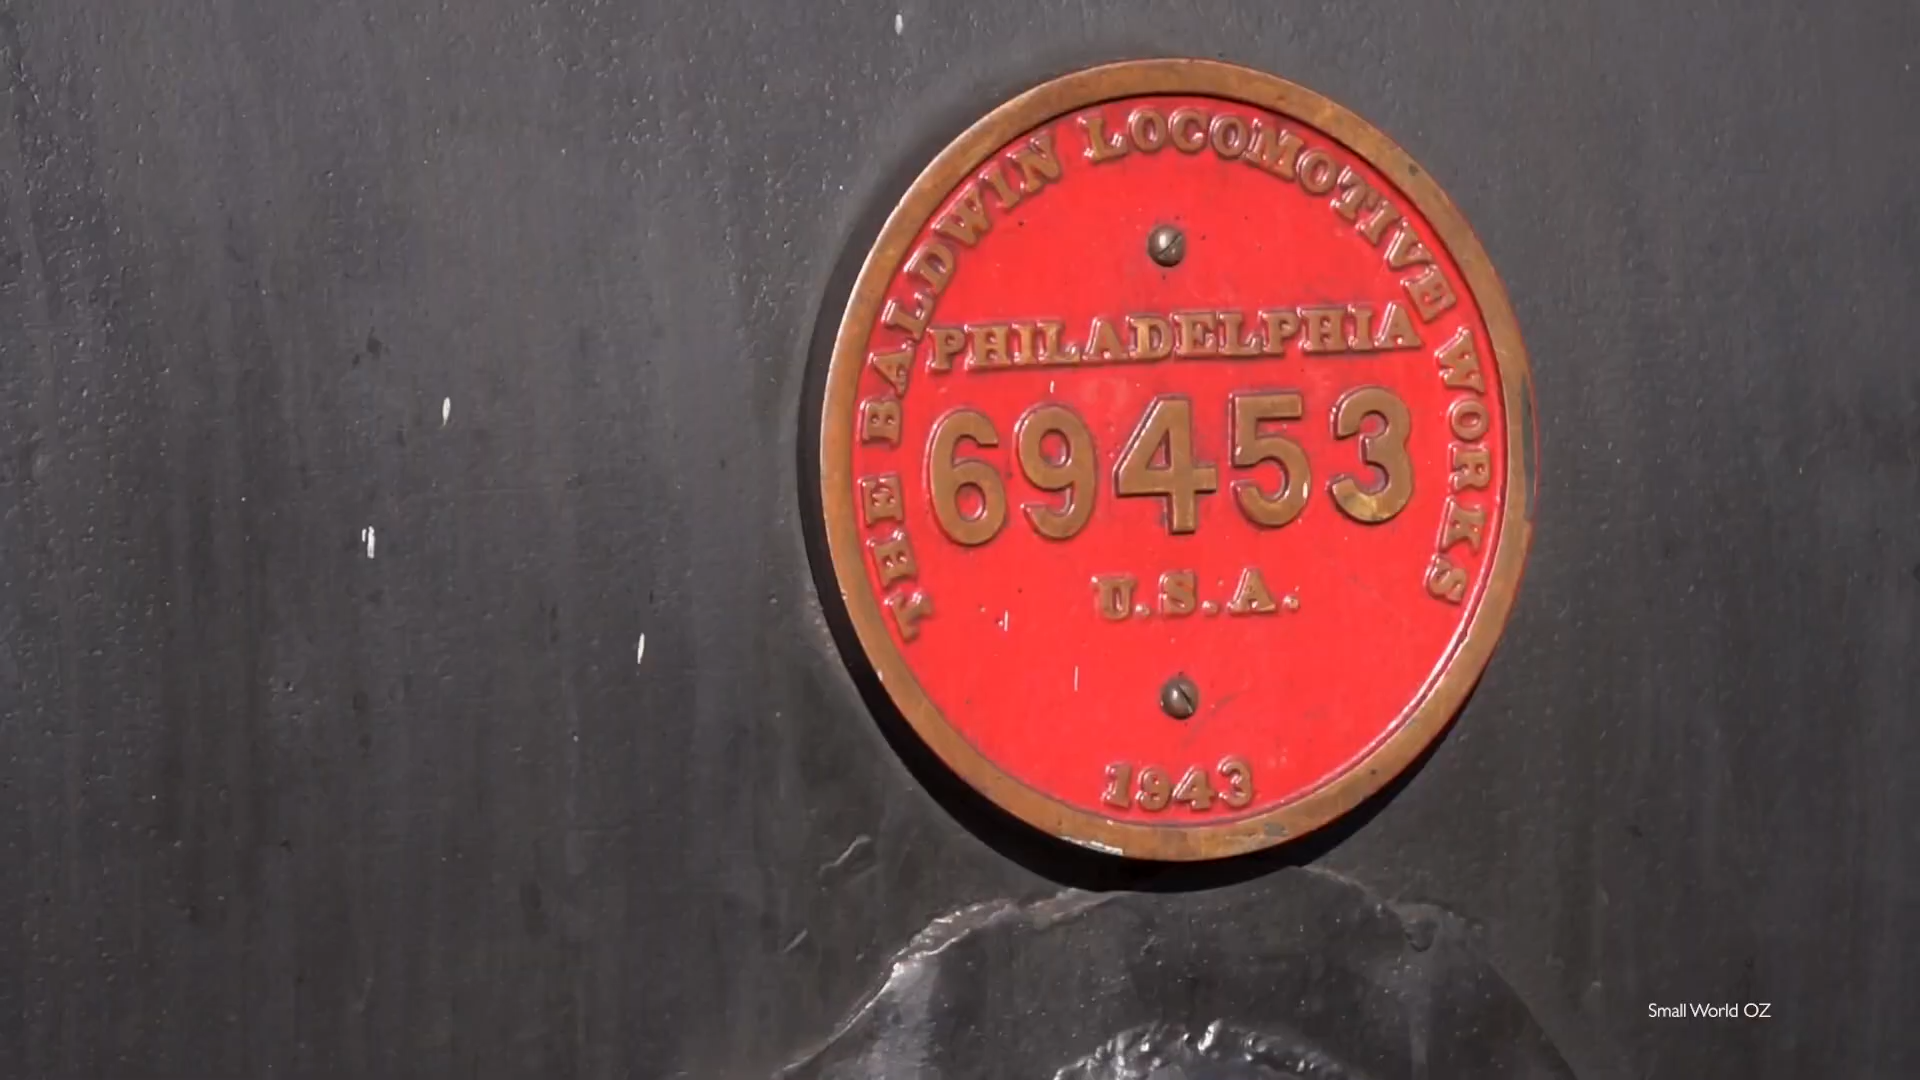 THE BALDWIN LOCOMOTIVE WORKS
PHILADELPHIA
69453
U.S.A.
1943
Small World OZ